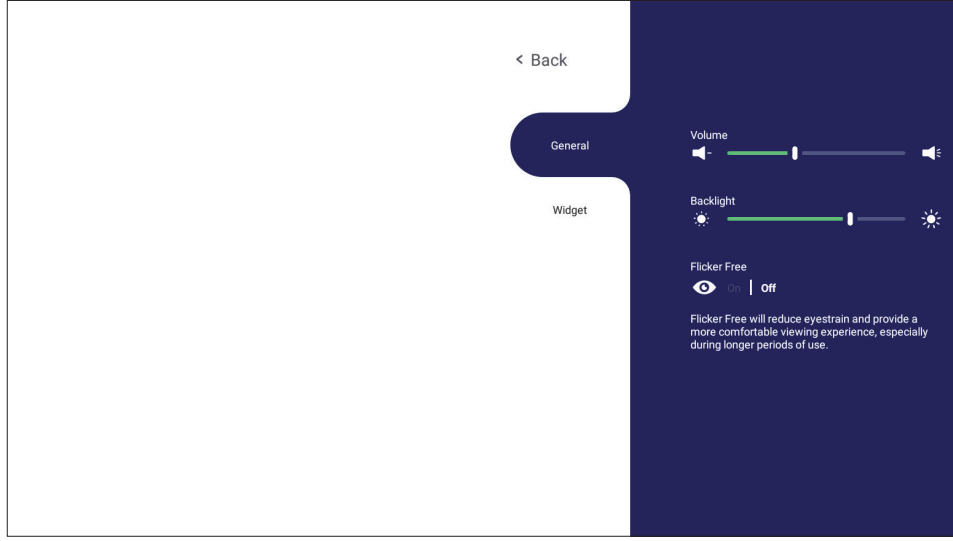 < Back
General
Widget
Volume
Backlight
Flicker Free
On | Off
Flicker Free will reduce eyestrain and provide a
more comfortable viewing experience, especially
during longer periods of use.